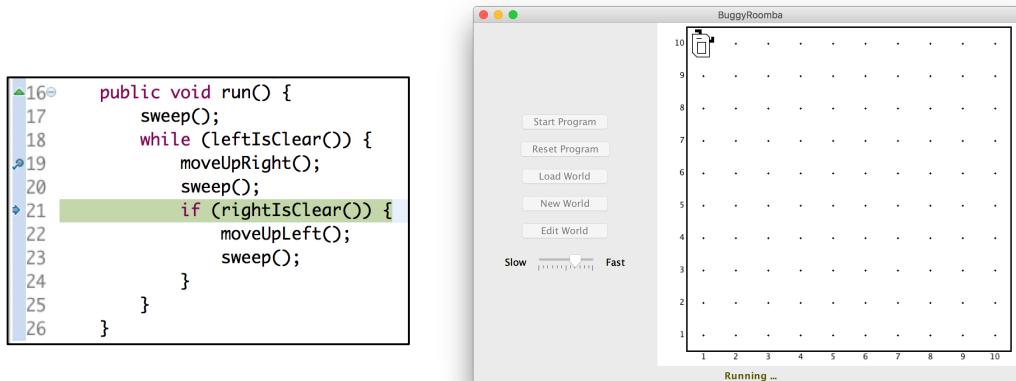 16 public void run() {
17 sweep();
18 while (leftIsClear()) {
19 moveUpRight();
20 sweep();
21 if (rightIsClear()) {
22 moveUpLeft();
23 sweep();
24 }
25 }
26 }
BuggyRoomba
Start Program
Reset Program
Load World
New World
Edit World
Slow Fast
10
9
8
7
6
5
4
3
2
1
1 2 3 4 5 6 7 8 9 10
Running ...